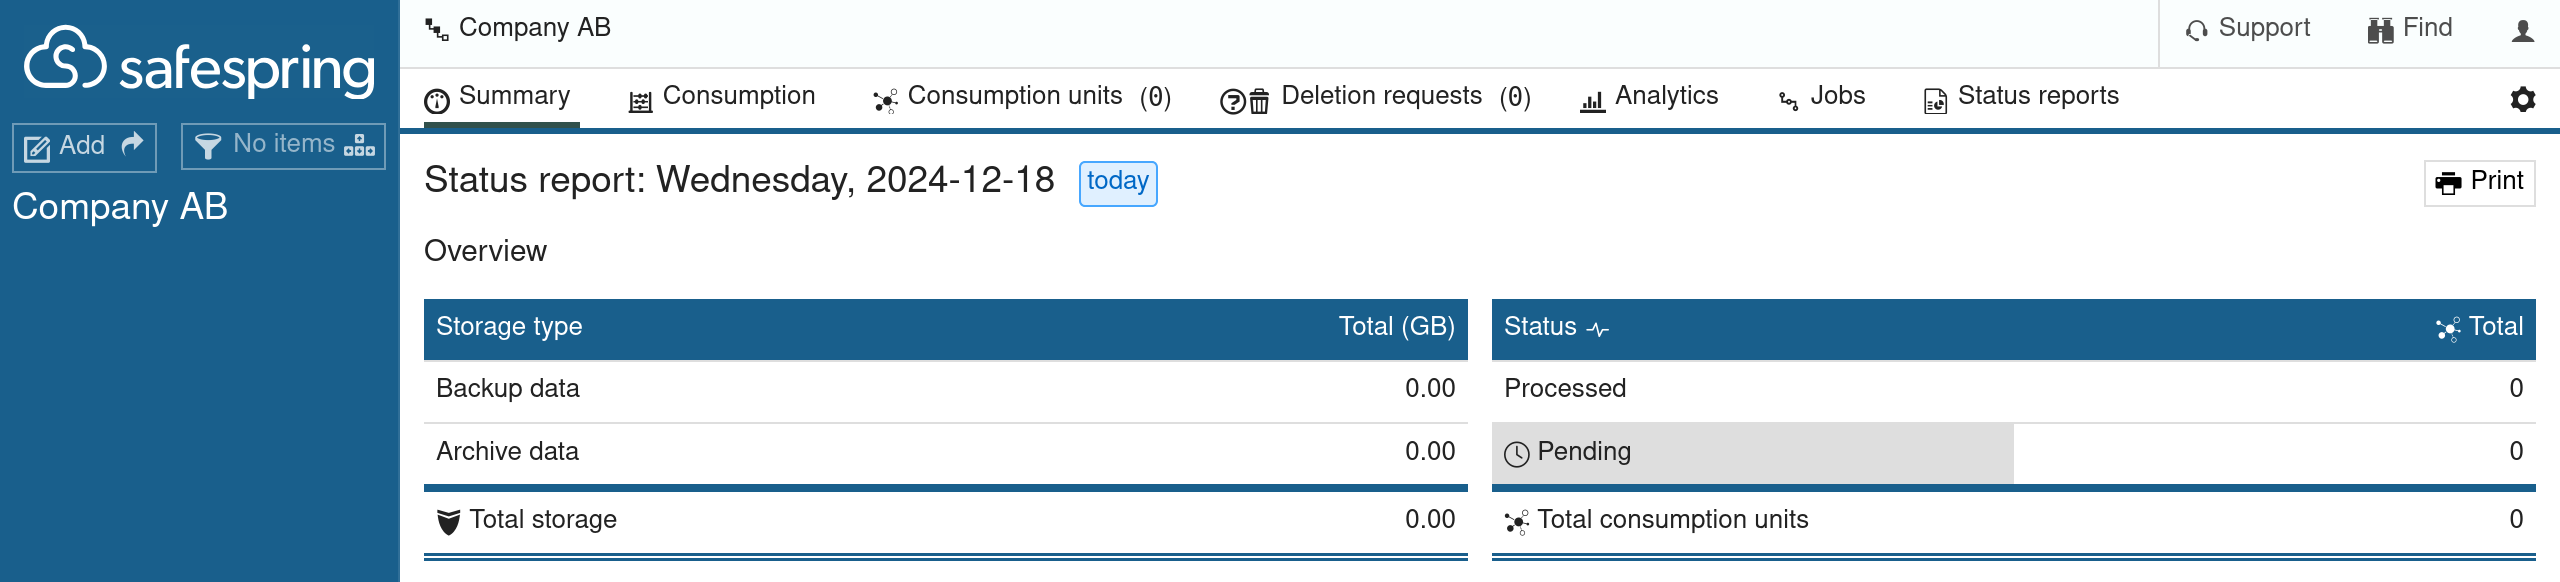 safespring
Add
No items
Company AB
Company AB
Support
Find
Summary
Consumption
Consumption units (0)
Deletion requests (0)
Analytics
Jobs
Status reports
Status report: Wednesday, 2024-12-18 today
Print
Overview
Storage type Total (GB)
Backup data 0.00
Archive data 0.00
Total storage 0.00
Status Total
Processed 0
Pending 0
Total consumption units 0